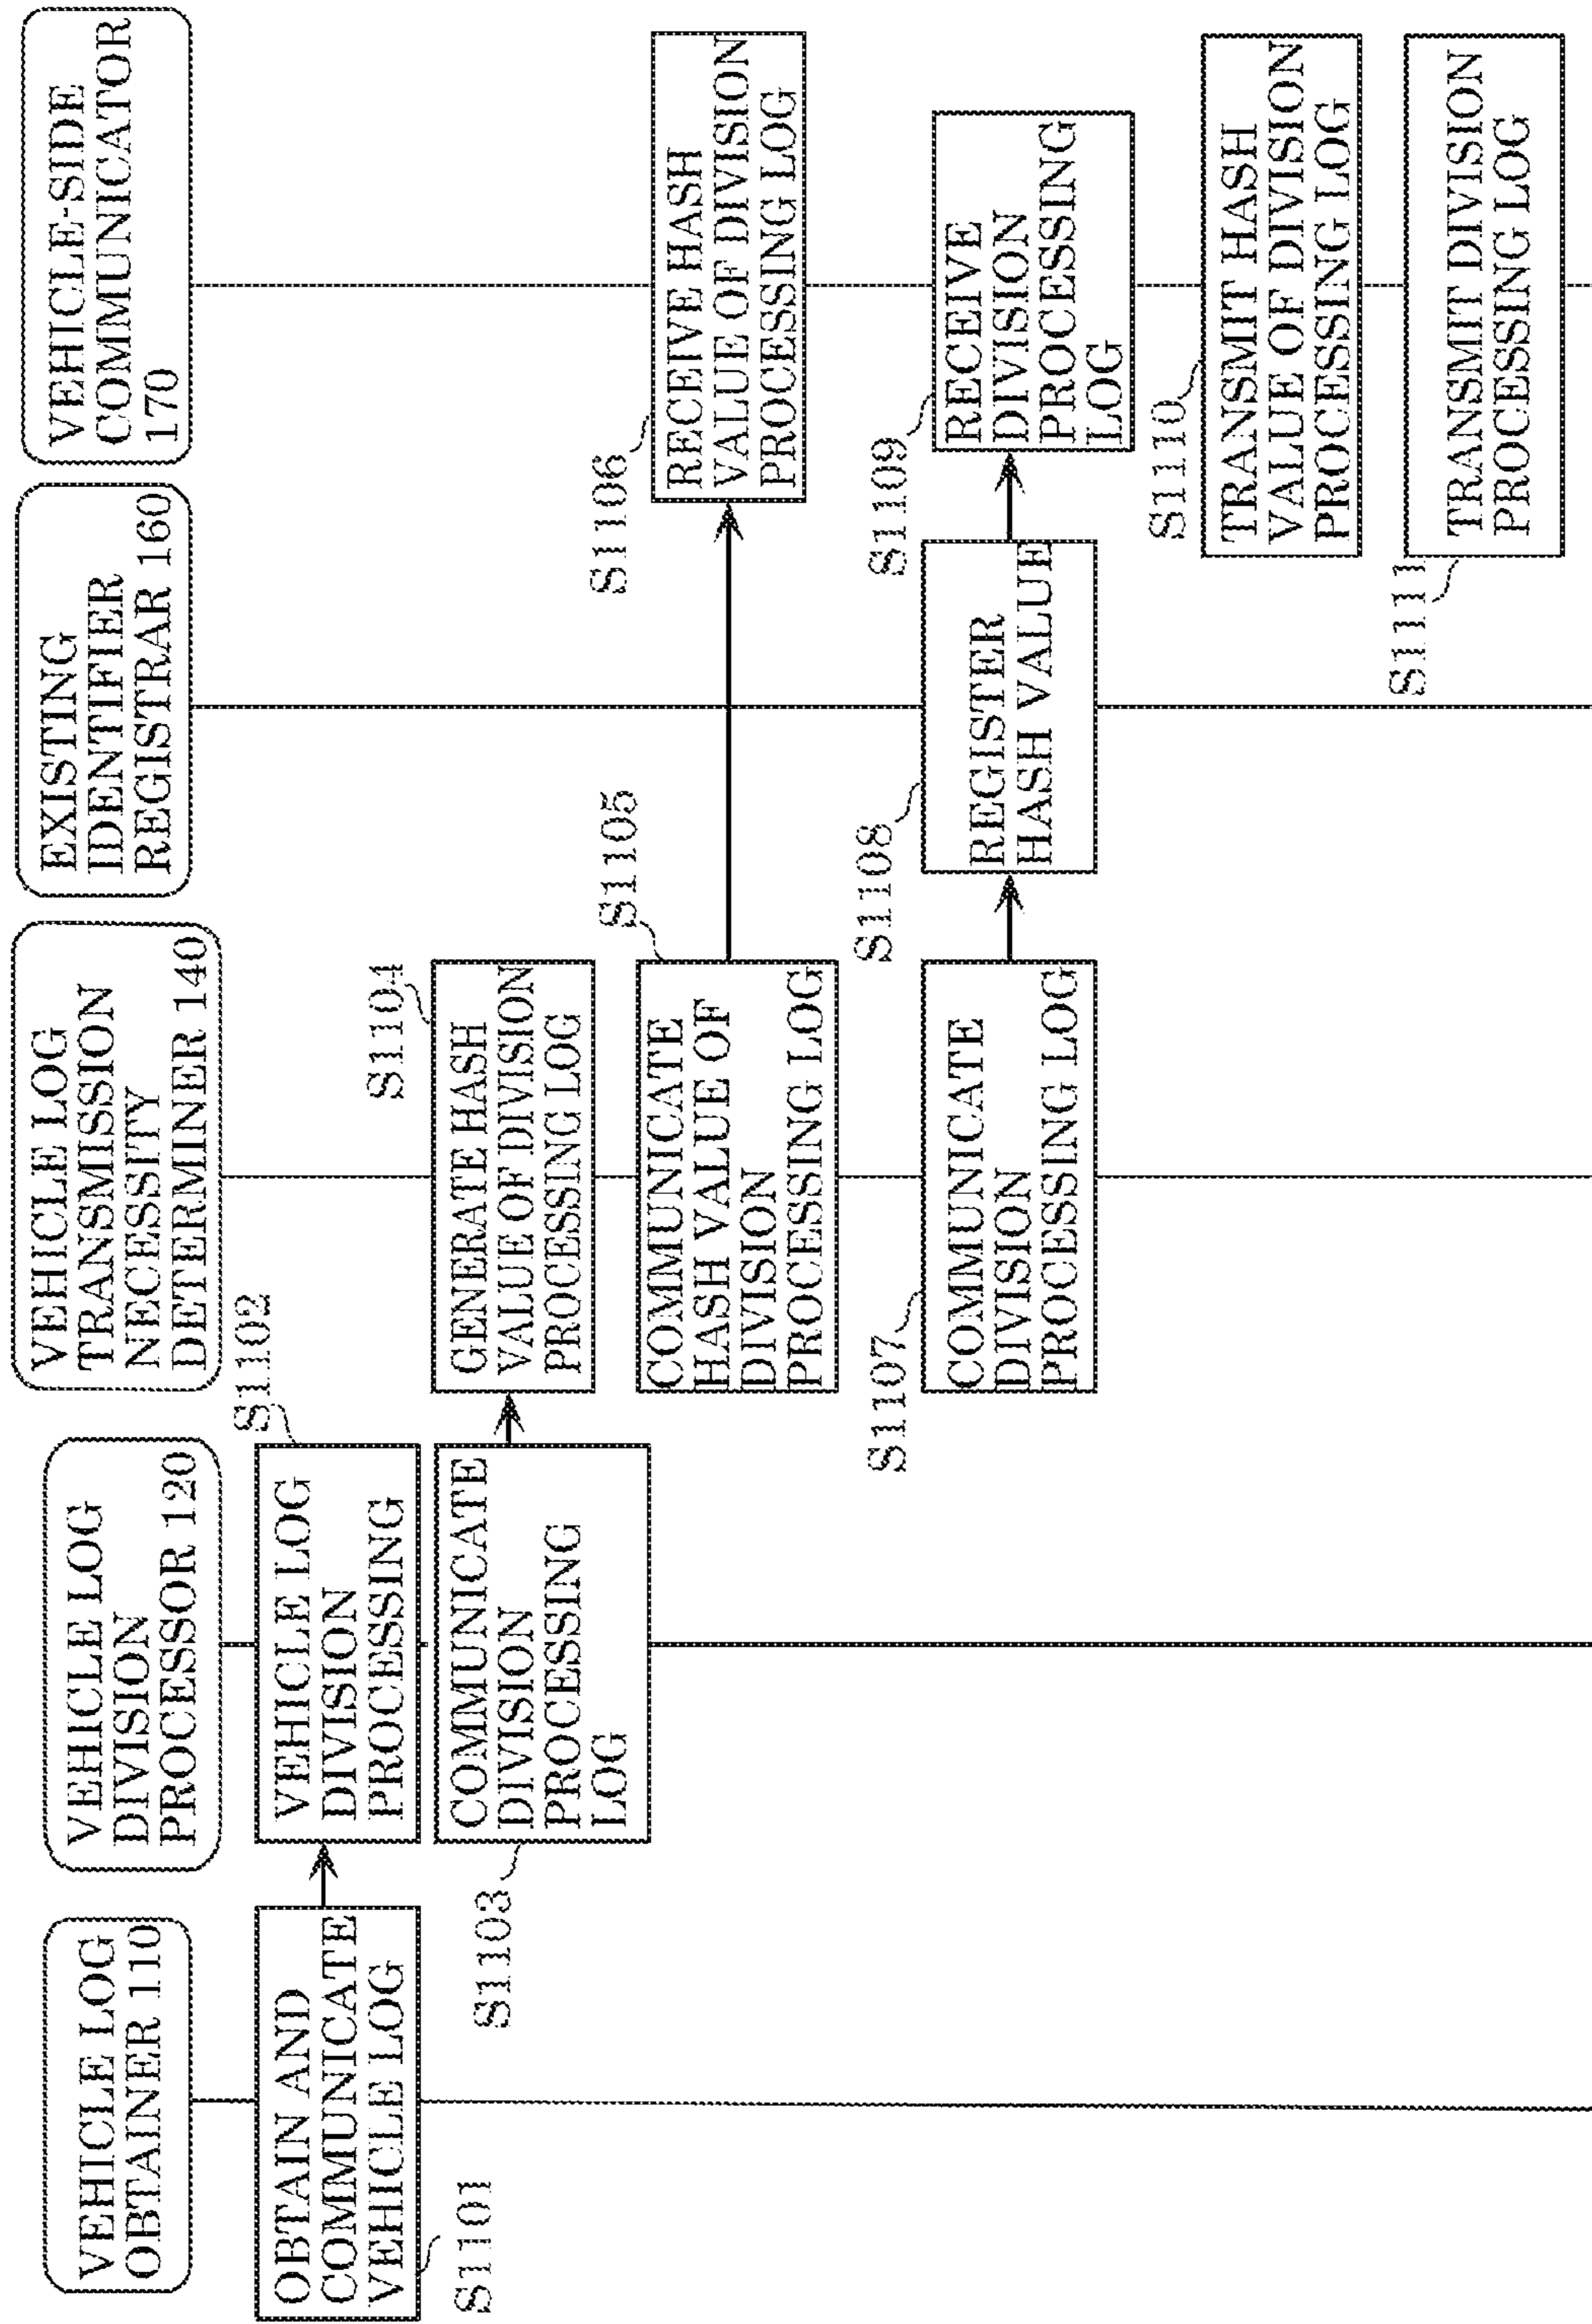 VEHICLE LOG
OBTAINER 110
VEHICLE LOG
DIVISION
PROCESSOR 120
VEHICLE LOG
TRANSMISSION
NECESSITY
DETERMINER 140
EXISTING
IDENTIFIER
REGISTRAR 160
VEHICLE-SIDE
COMMUNICATOR
170
S1101
OBTAIN AND
COMMUNICATE
VEHICLE LOG
S1102
VEHICLE LOG
DIVISION
PROCESSING
S1103
COMMUNICATE
DIVISION
PROCESSING
LOG
S1104
GENERATE HASH
VALUE OF DIVISION
PROCESSING LOG
S1105
COMMUNICATE
HASH VALUE OF
DIVISION
PROCESSING LOG
S1106
RECEIVE HASH
VALUE OF DIVISION
PROCESSING LOG
S1107
COMMUNICATE
DIVISION
PROCESSING LOG
S1108
REGISTER
HASH VALUE
S1109
RECEIVE
DIVISION
PROCESSING
LOG
S1110
TRANSMIT HASH
VALUE OF DIVISION
PROCESSING LOG
S1111
TRANSMIT DIVISION
PROCESSING LOG